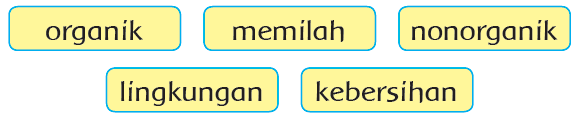 organik memilah nonorganik
lingkungan kebersihan